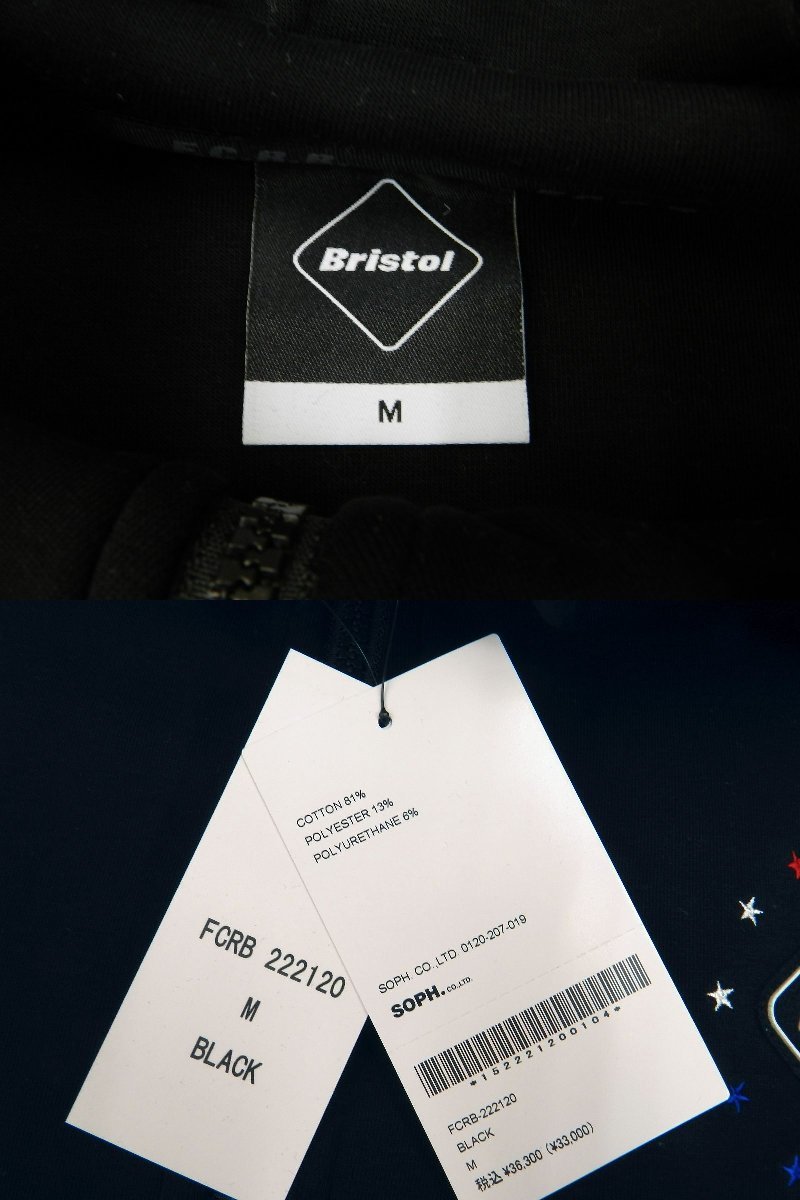 FCRB
Bristol
M
COTTON 81%
POLYESTER 13%
POLYURETHANE 6%
FCRB 222120
M
BLACK
SOPH. CO.,LTD. 0120-207-019
SOPH.CO.,LTD.
*152221200104*
FCRB-222120
BLACK
M
税込 ¥36,300 (¥33,000)